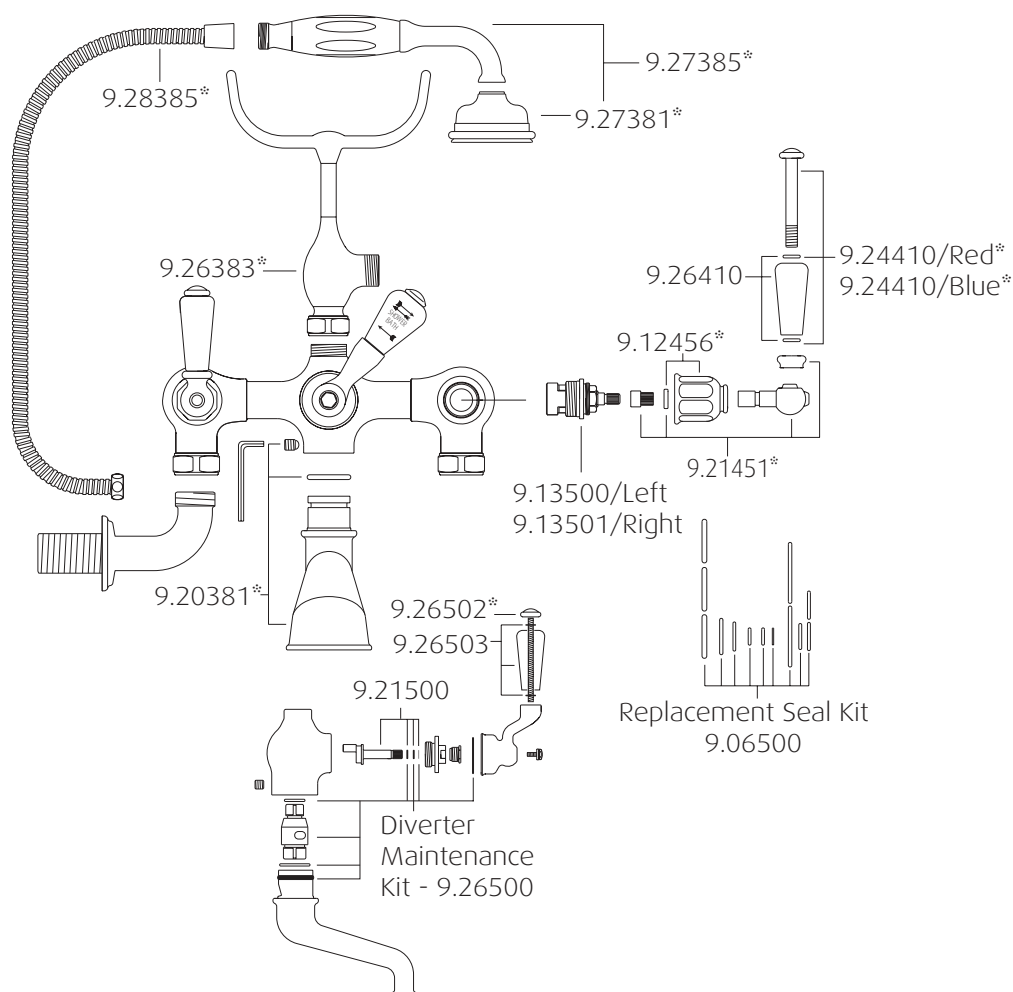 9.27385*
9.28385*
9.27381*
9.26383*
9.26410
9.24410/Red*
9.24410/Blue*
SHOWER
BATH
9.12456*
9.21451*
9.13500/Left
9.13501/Right
9.20381*
9.26502*
9.26503
9.21500
Replacement Seal Kit
9.06500
Diverter
Maintenance
Kit - 9.26500